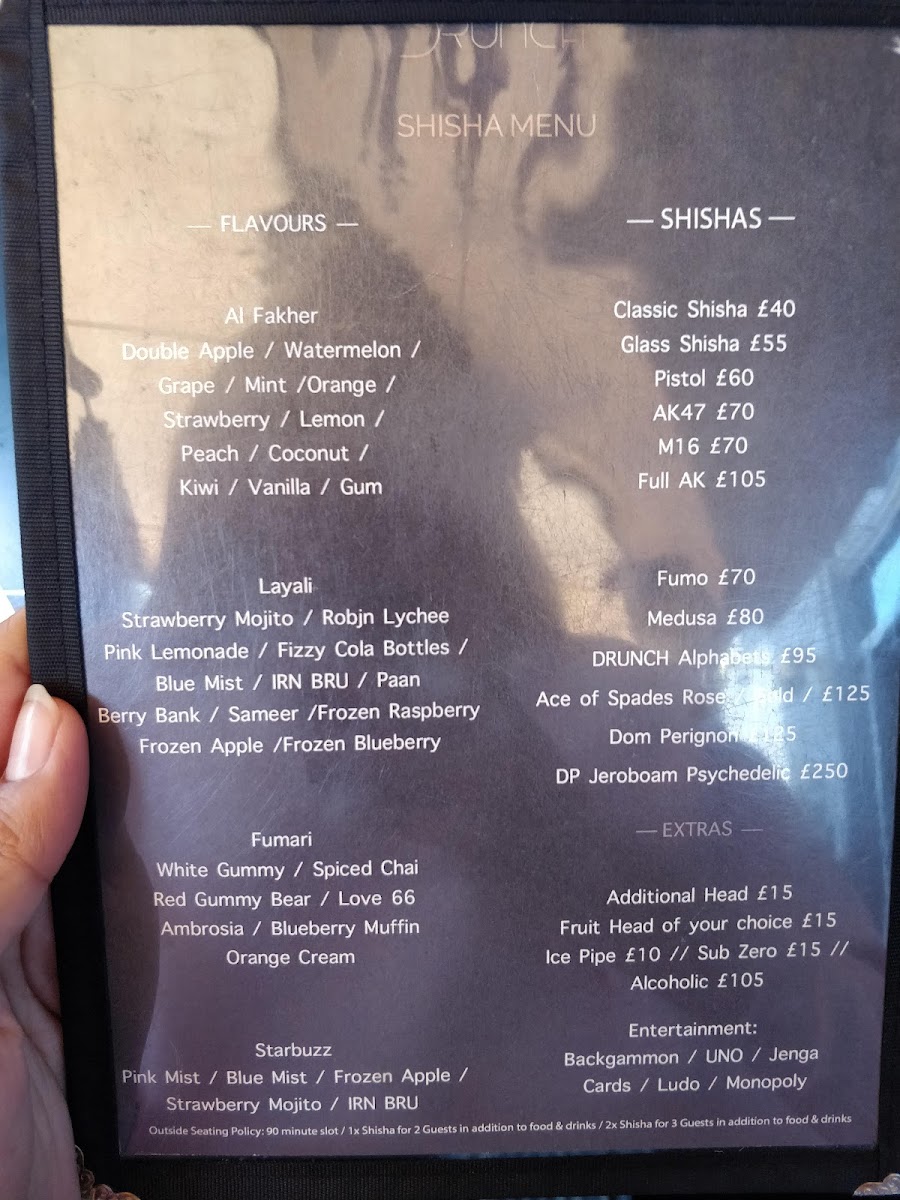 DRUNCH
SHISHA MENU
— FLAVOURS —
Al Fakher
Double Apple / Watermelon /
Grape / Mint /Orange /
Strawberry / Lemon /
Peach / Coconut /
Kiwi / Vanilla / Gum
Layali
Strawberry Mojito / Robjn Lychee
Pink Lemonade / Fizzy Cola Bottles /
Blue Mist / IRN BRU / Paan
Berry Bank / Sameer /Frozen Raspberry
Frozen Apple /Frozen Blueberry
Fumari
White Gummy / Spiced Chai
Red Gummy Bear / Love 66
Ambrosia / Blueberry Muffin
Orange Cream
Starbuzz
Pink Mist / Blue Mist / Frozen Apple /
Strawberry Mojito / IRN BRU
— SHISHAS —
Classic Shisha £40
Glass Shisha £55
Pistol £60
AK47 £70
M16 £70
Full AK £105
Fumo £70
Medusa £80
DRUNCH Alphabets £95
Ace of Spades Rose / £125
Dom Perignon £125
DP Jeroboam Psychedelic £250
— EXTRAS —
Additional Head £15
Fruit Head of your choice £15
Ice Pipe £10 // Sub Zero £15 //
Alcoholic £105
Entertainment:
Backgammon / UNO / Jenga
Cards / Ludo / Monopoly
Outside Seating Policy: 90 minute slot / 1x Shisha for 2 Guests in addition to food & drinks / 2x Shisha for 3 Guests in addition to food & drinks